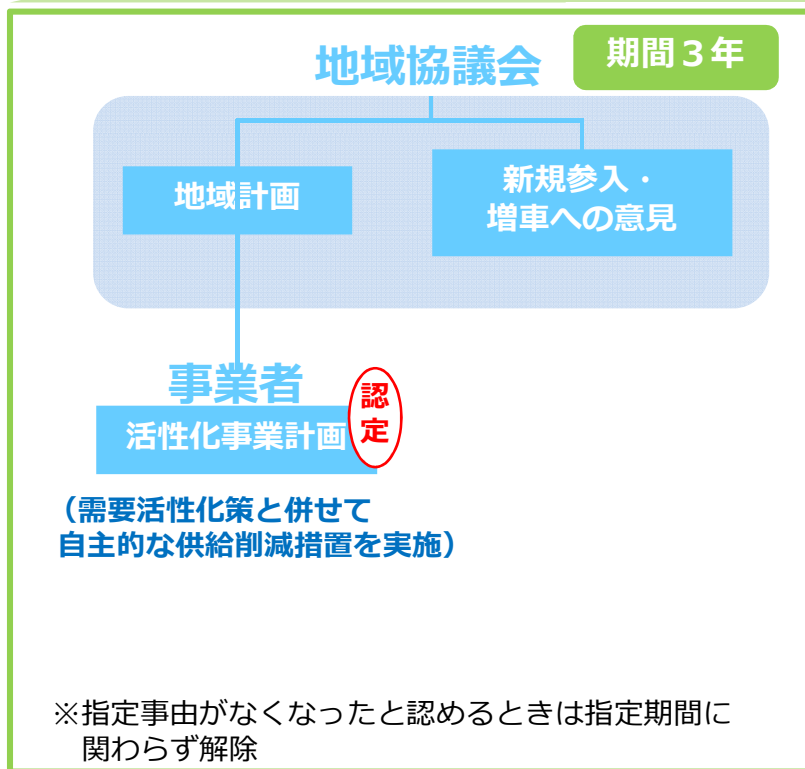 地域協議会
期間３年
地域計画
新規参入・
増車への意見
事業者
活性化事業計画
認
定
（需要活性化策と併せて
自主的な供給削減措置を実施）
※指定事由がなくなったと認めるときは指定期間に
関わらず解除